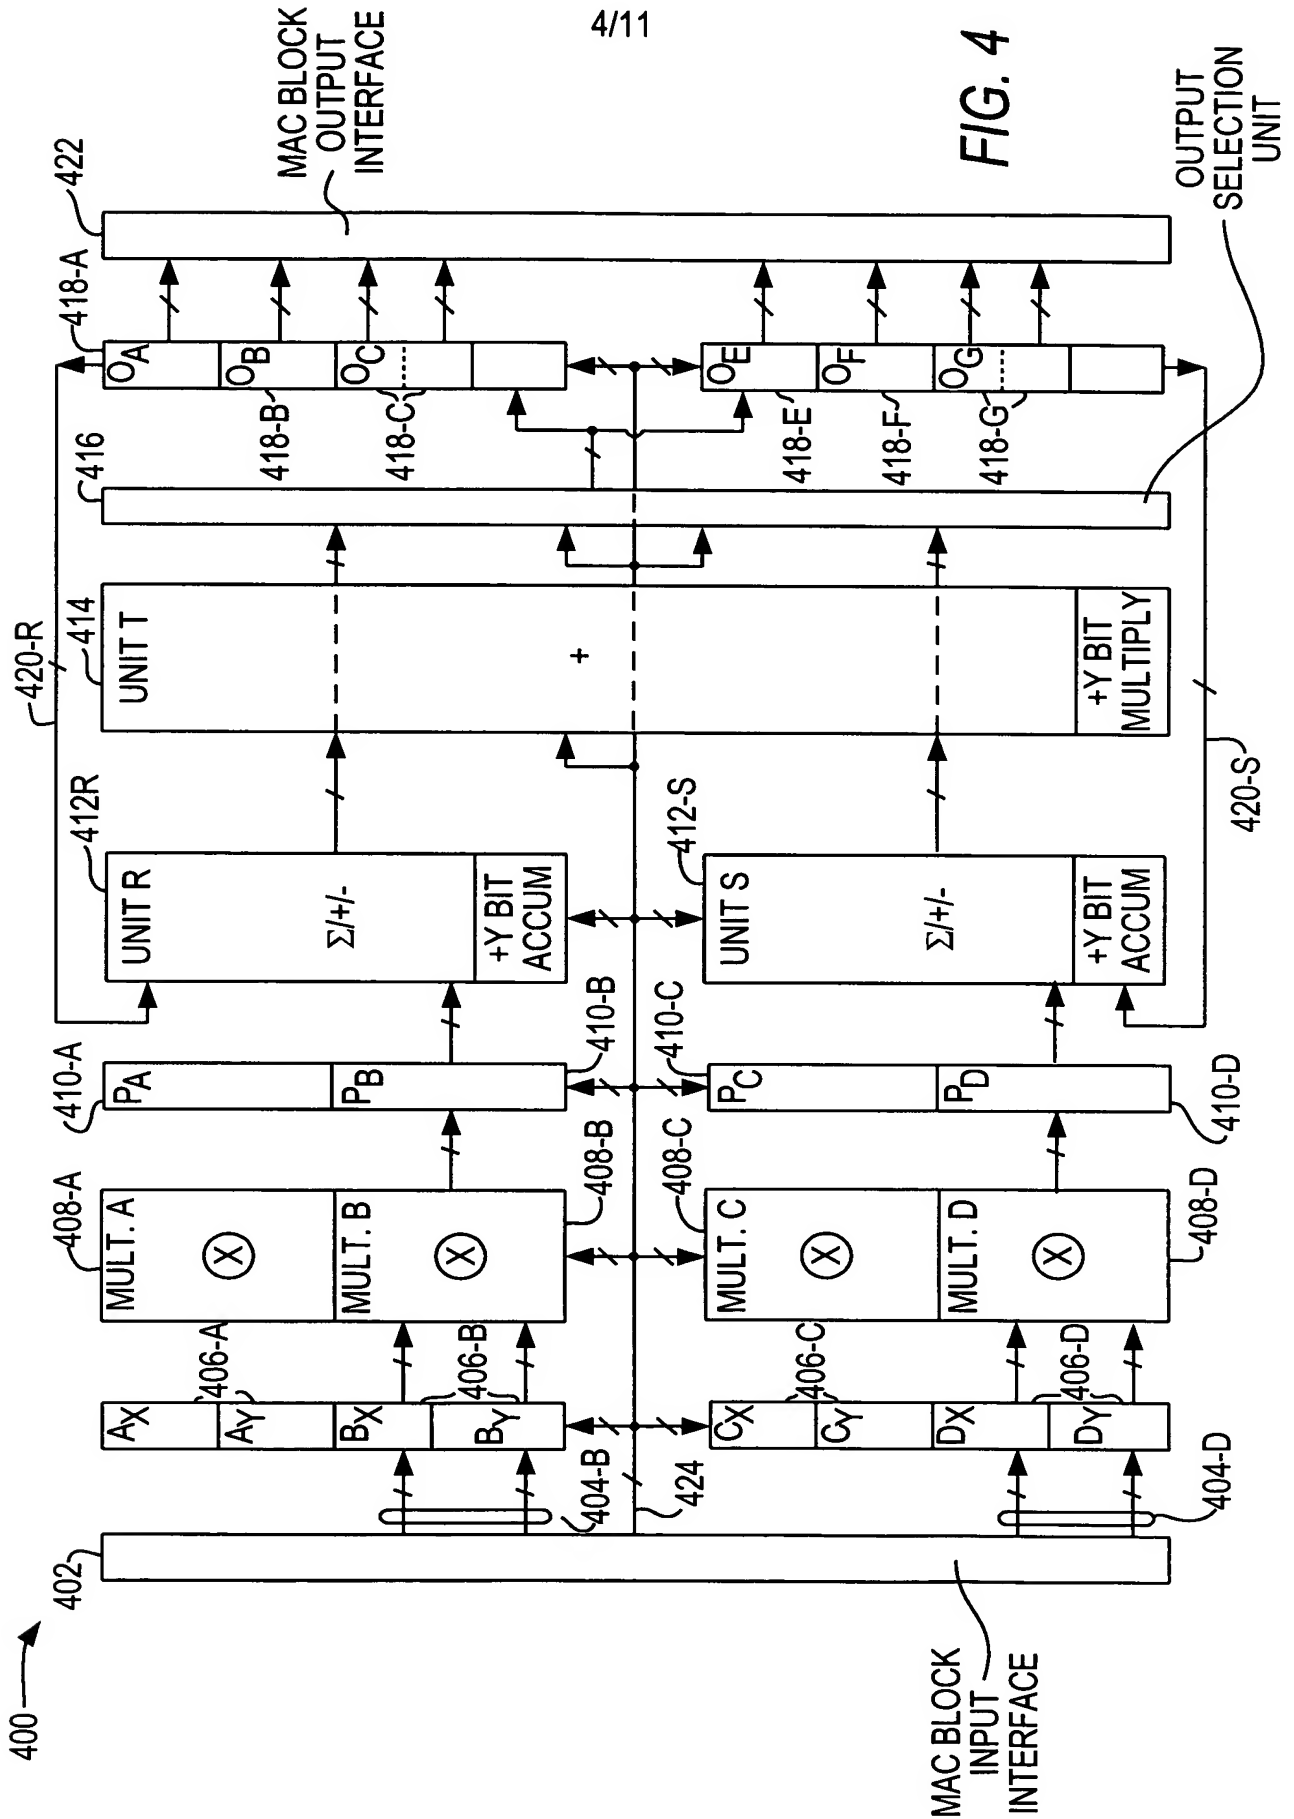 4/11
400
402
MAC BLOCK
INPUT
INTERFACE
404-B
404-D
424
AX
AY
BX
BY
406-A
406-B
CX
CY
DX
DY
406-C
406-D
408-A
MULT. A
X
MULT. B
X
408-B
408-C
MULT. C
X
MULT. D
X
408-D
410-A
PA
PB
410-B
410-C
PC
PD
410-D
412R
UNIT R
Σ/+/-
+Y BIT
ACCUM
412-S
UNIT S
Σ/+/-
+Y BIT
ACCUM
420-R
414
UNIT T
+
+Y BIT
MULTIPLY
420-S
416
OUTPUT
SELECTION
UNIT
418-A
OA
OB
OC
418-B
418-C
OE
OF
OG
418-E
418-F
418-G
422
MAC BLOCK
OUTPUT
INTERFACE
FIG. 4